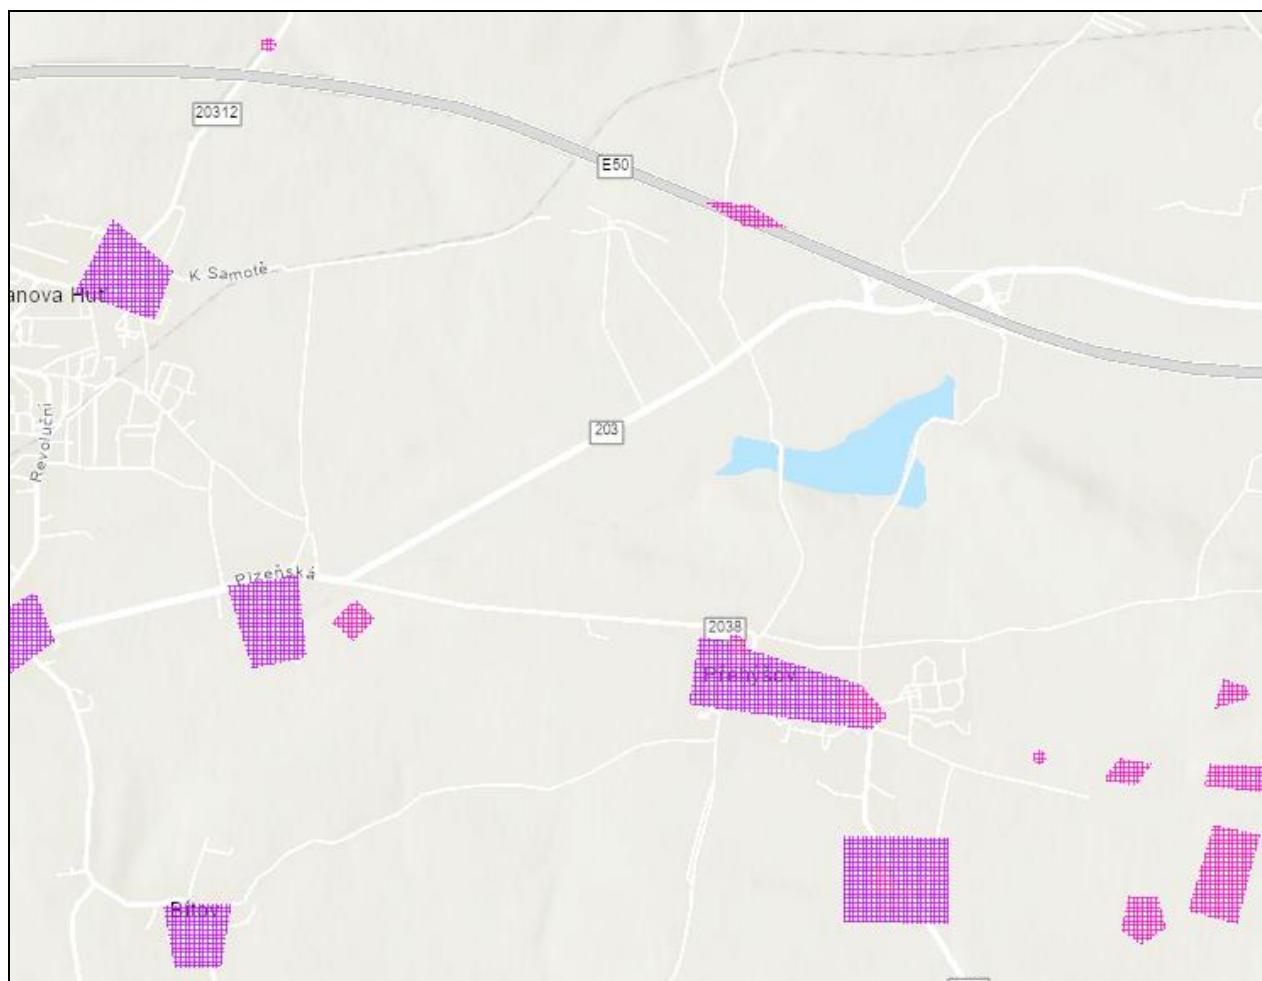 20312
E50
K Samotě
anova Huť
Revoluční
203
Plzeňská
2038
Přehýšov
Bítov